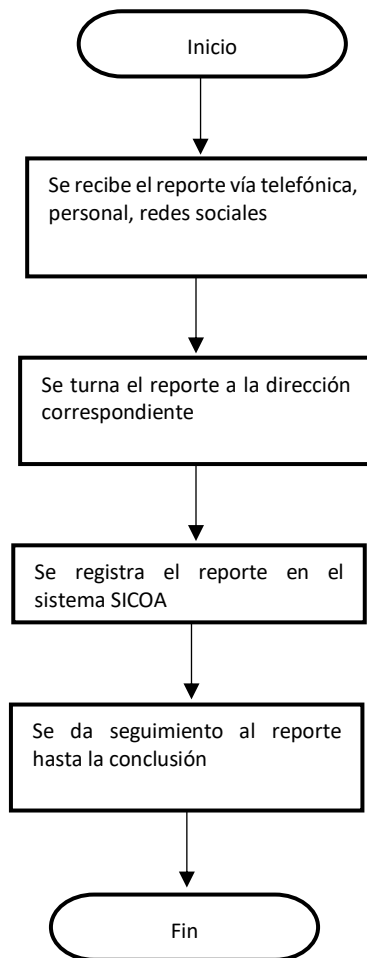 Inicio
Se recibe el reporte vía telefónica,
personal, redes sociales
Se turna el reporte a la dirección
correspondiente
Se registra el reporte en el
sistema SICOA
Se da seguimiento al reporte
hasta la conclusión
Fin